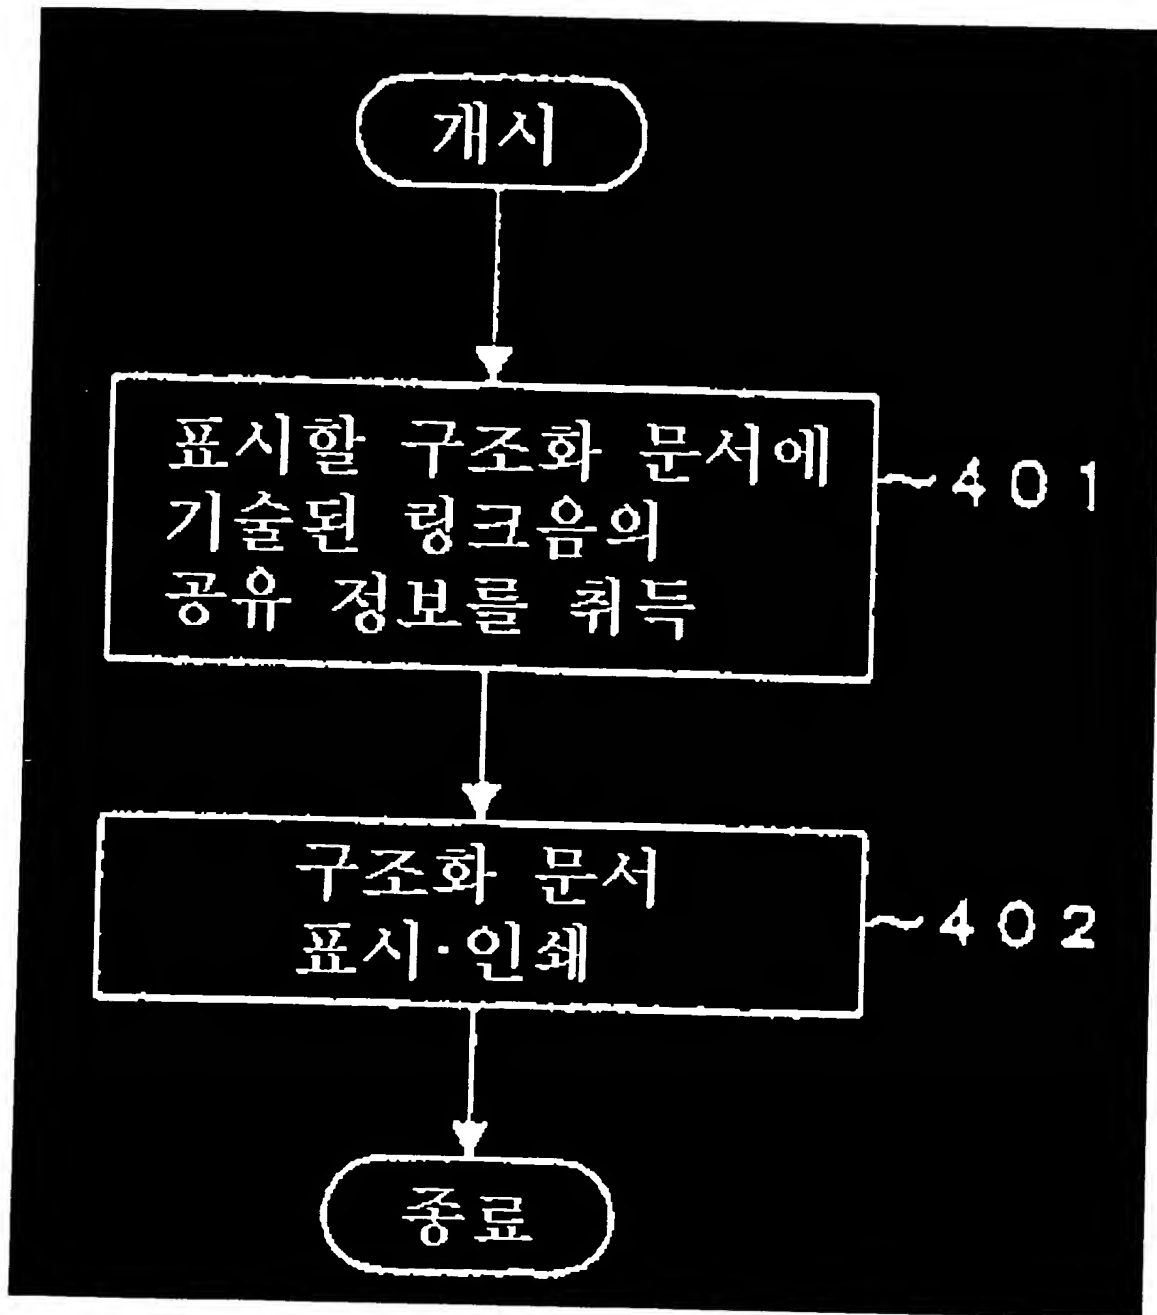 개시
표시할 구조화 문서에
기술된 링크음의
공유 정보를 취득
~401
구조화 문서
표시·인쇄
~402
종료